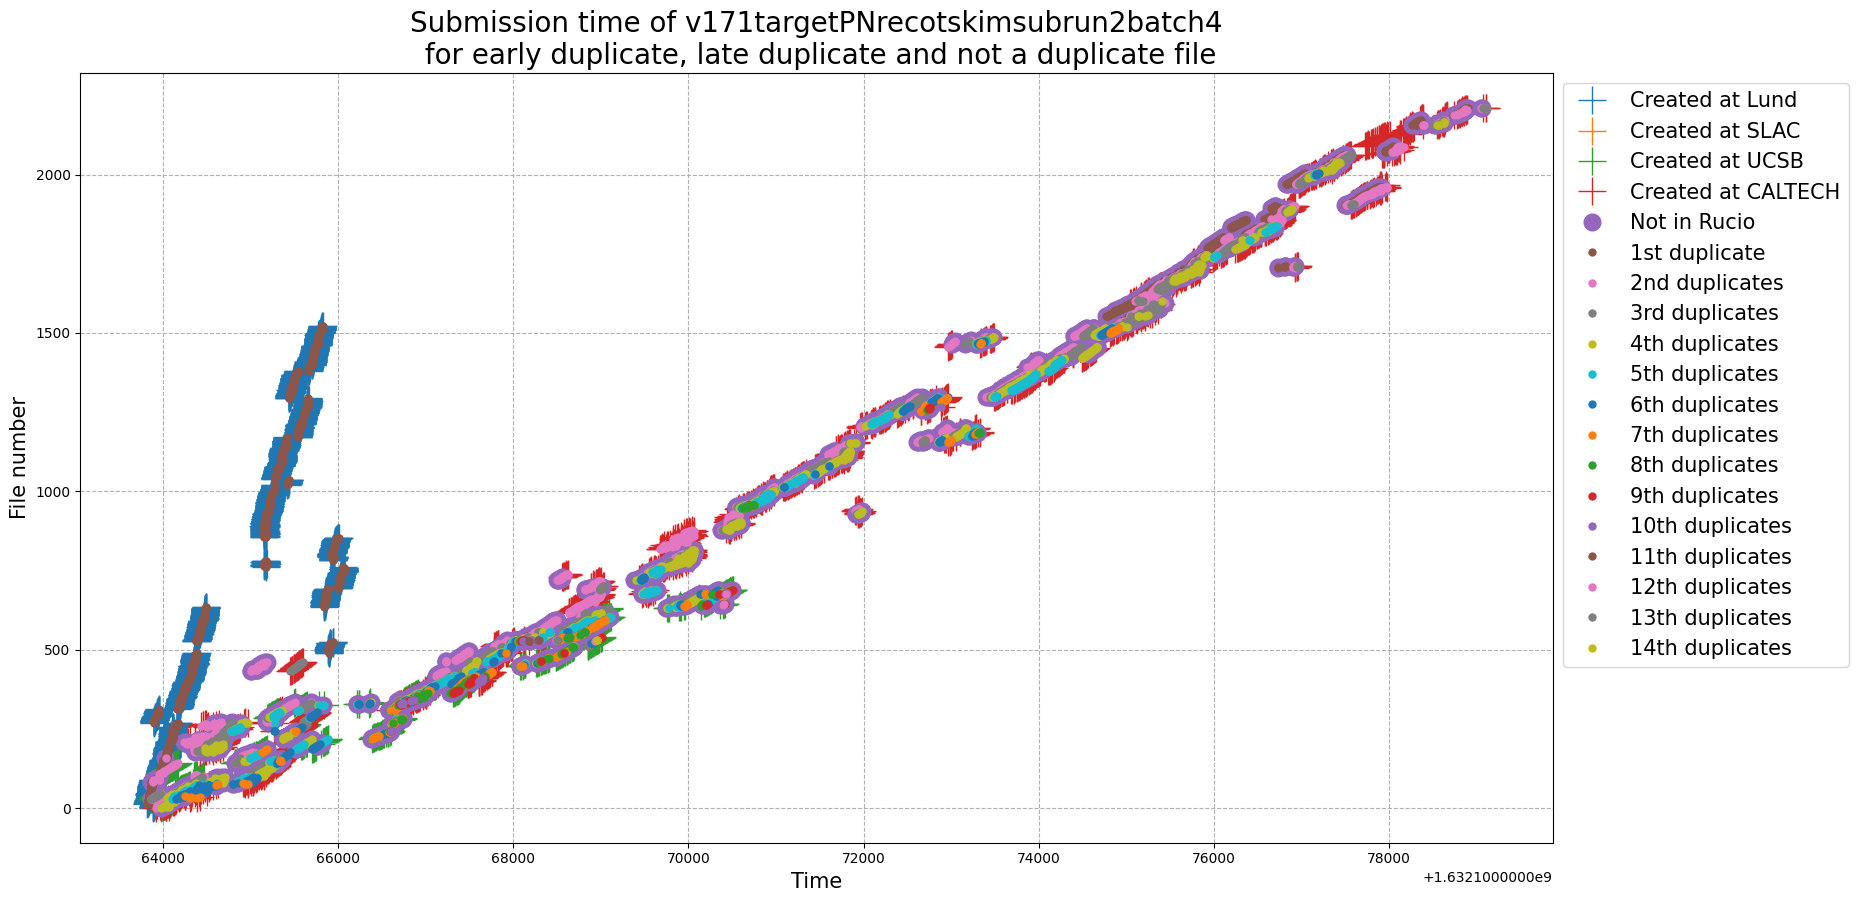 Submission time of v171targetPNrecotskimsubrun2batch4
for early duplicate, late duplicate and not a duplicate file
File number
2000
1500
1000
500
0
64000 66000 68000 70000 72000 74000 76000 78000
Time
+1.6321000000e9
Created at Lund
Created at SLAC
Created at UCSB
Created at CALTECH
Not in Rucio
1st duplicate
2nd duplicates
3rd duplicates
4th duplicates
5th duplicates
6th duplicates
7th duplicates
8th duplicates
9th duplicates
10th duplicates
11th duplicates
12th duplicates
13th duplicates
14th duplicates